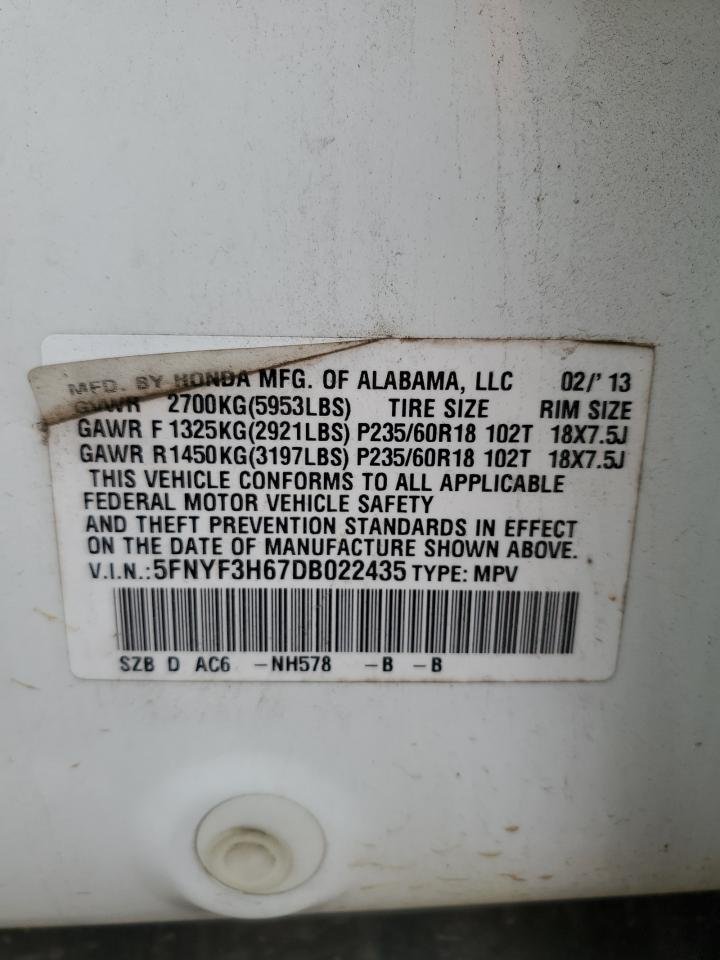 MFD. BY HONDA MFG. OF ALABAMA, LLC 02/'13
GVWR 2700KG(5953LBS) TIRE SIZE RIM SIZE
GAWR F 1325KG(2921LBS) P235/60R18 102T 18X7.5J
GAWR R1450KG(3197LBS) P235/60R18 102T 18X7.5J
THIS VEHICLE CONFORMS TO ALL APPLICABLE
FEDERAL MOTOR VEHICLE SAFETY
AND THEFT PREVENTION STANDARDS IN EFFECT
ON THE DATE OF MANUFACTURE SHOWN ABOVE.
V.I.N.:5FNYF3H67DB022435 TYPE: MPV
SZB D AC6 -NH578 -B -B